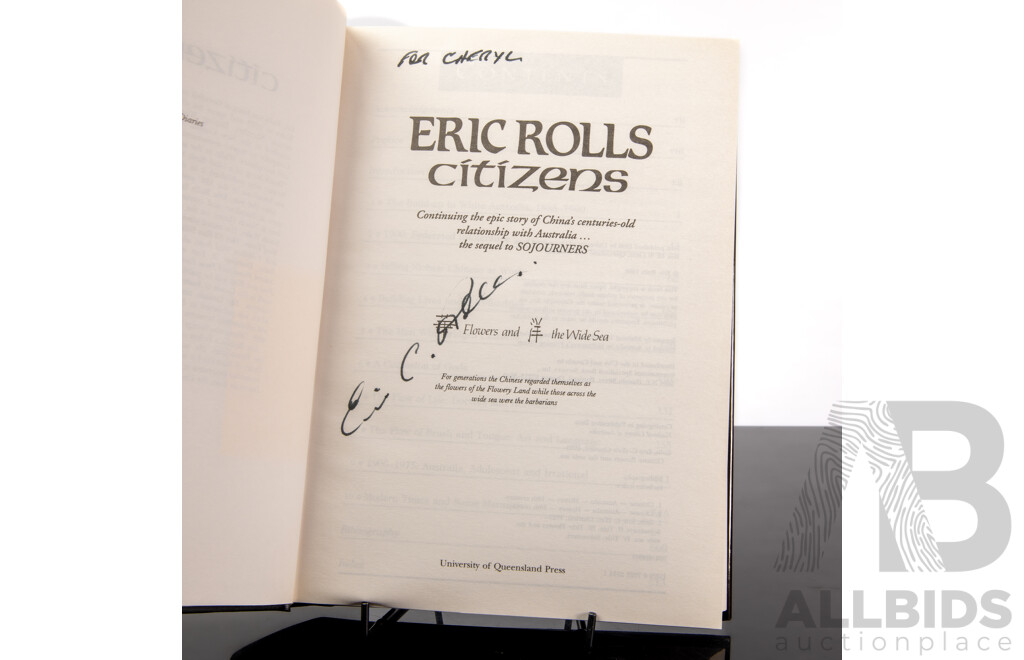 FOR CHERYL
ERIC ROLLS
citizens
Continuing the epic story of China's centuries-old
relationship with Australia ...
the sequel to SOJOURNERS
Flowers and 洋 the Wide Sea
For generations the Chinese regarded themselves as
the flowers of the Flowery Land while those across the
wide sea were the barbarians
University of Queensland Press
AB
ALLBIDS
auctionplace